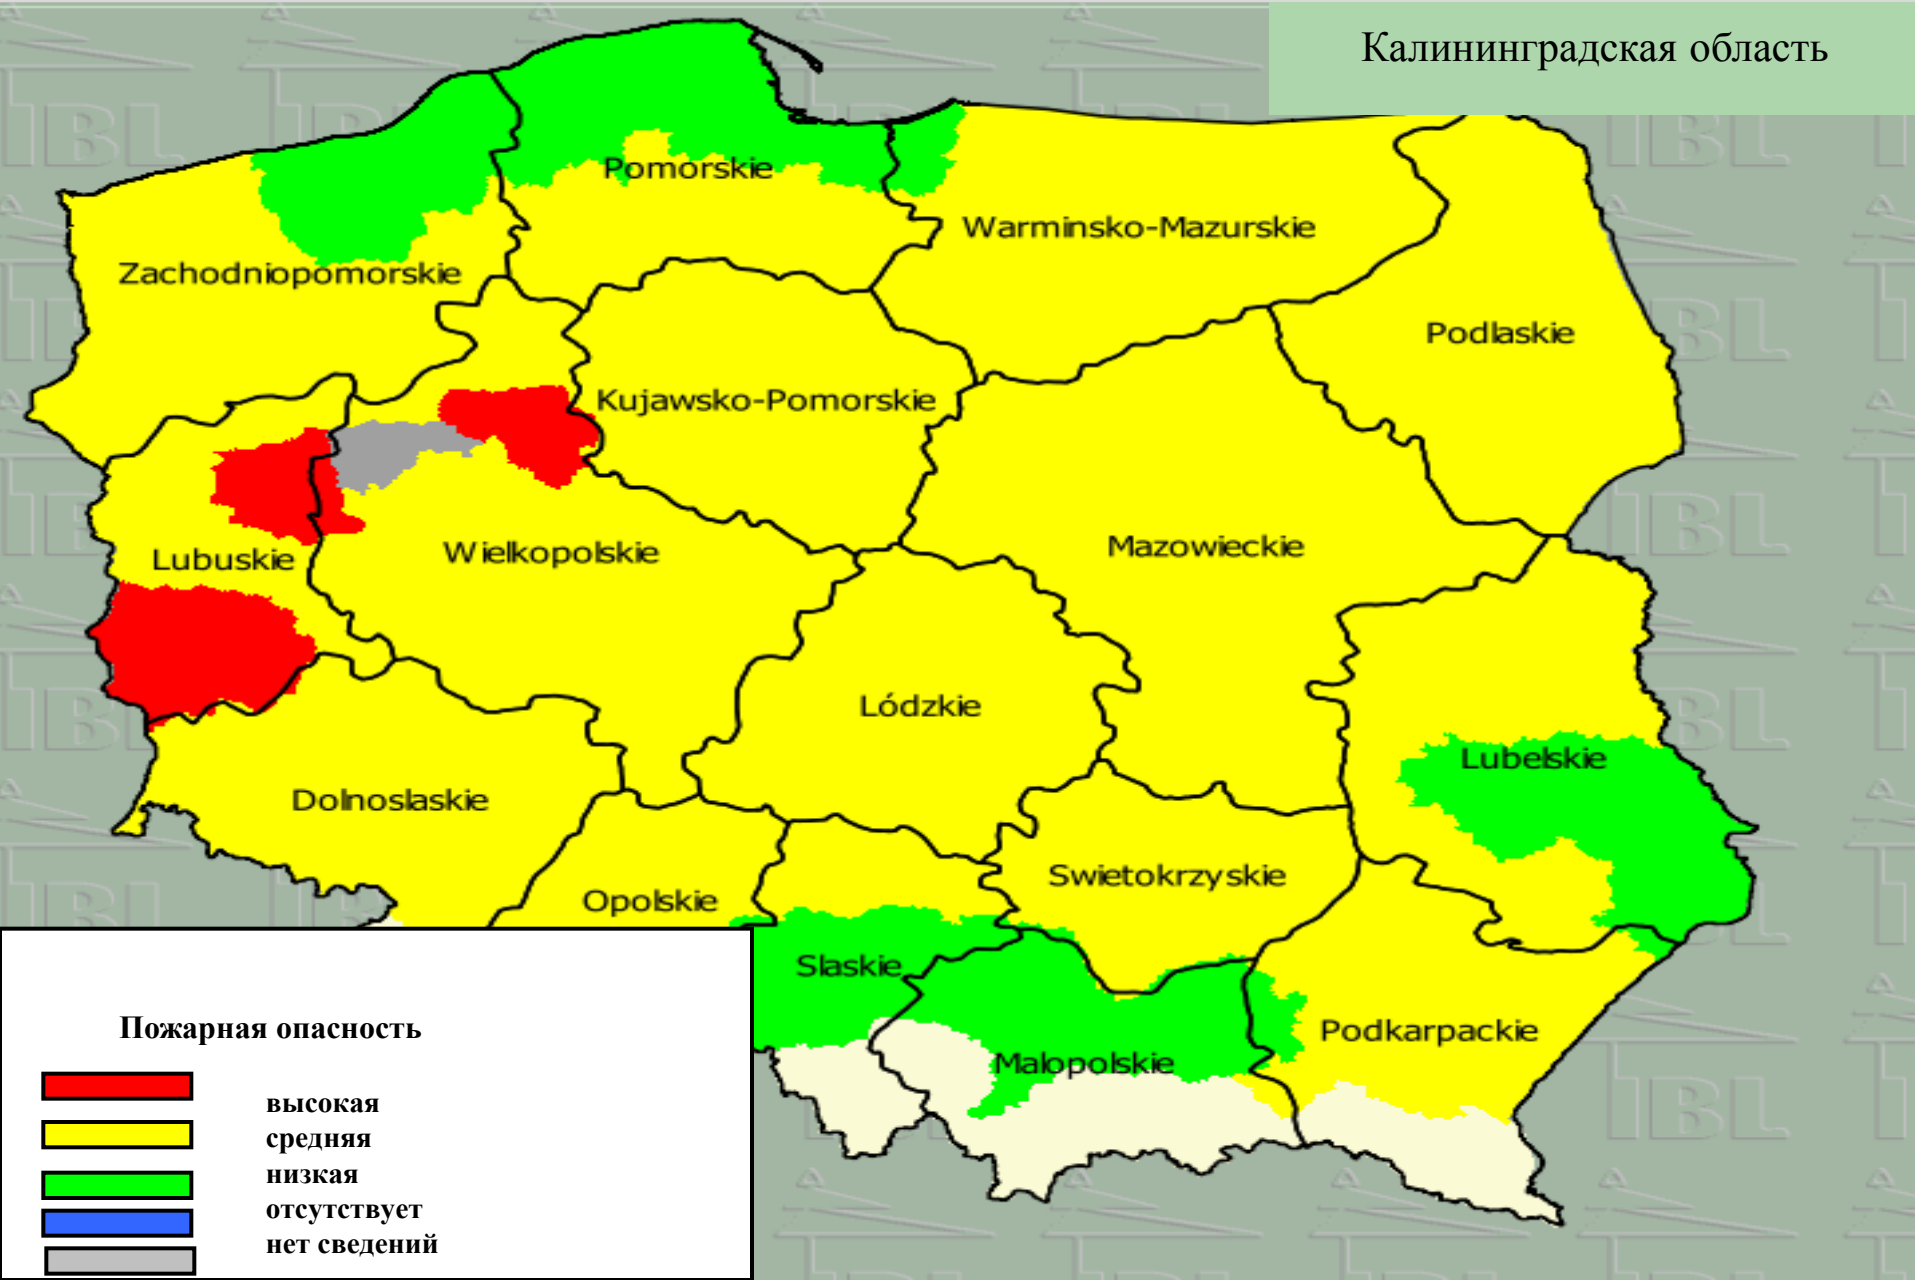 Калининградская область
Pomorskie
Warminsko-Mazurskie
Zachodniopomorskie
Podlaskie
Kujawsko-Pomorskie
Lubuskie
Wielkopolskie
Mazowieckie
Lódzkie
Lubelskie
Dolnoslaskie
Swietokrzyskie
Opolskie
Slaskie
Podkarpackie
Malopolskie
Пожарная опасность
высокая
средняя
низкая
отсутствует
нет сведений
IBL